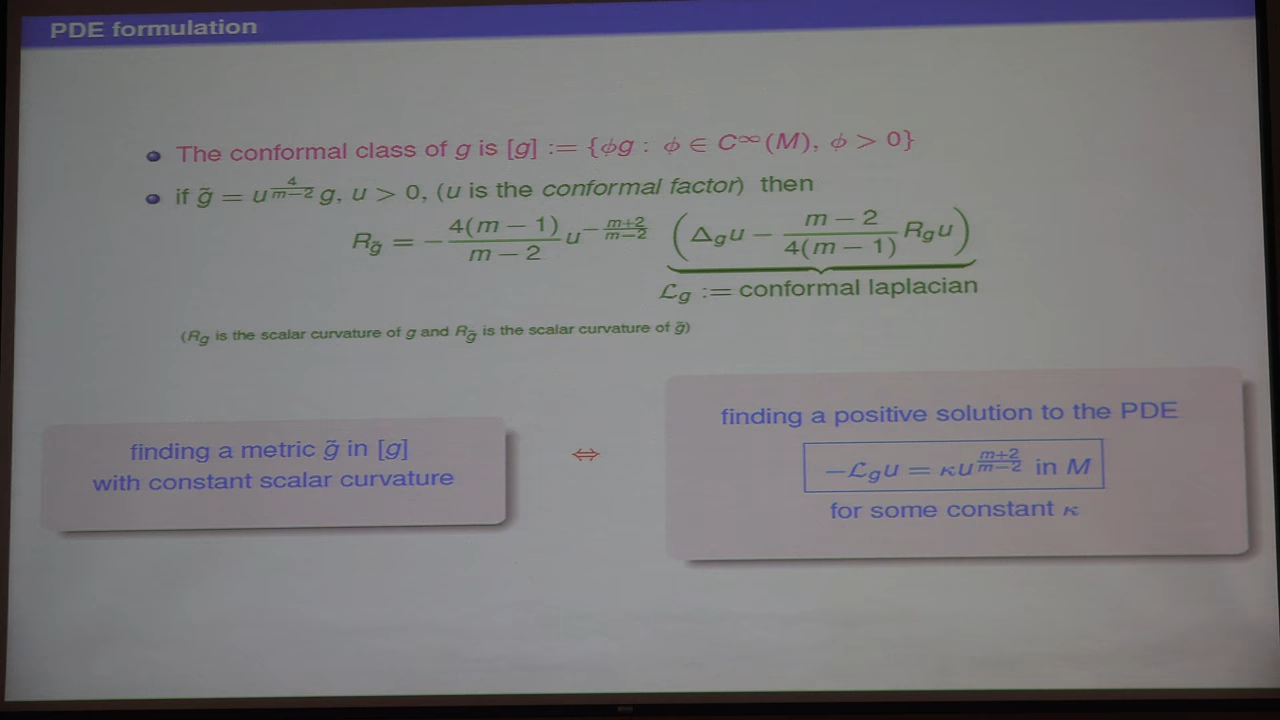 PDE formulation
The conformal class of g is [g] := {ϕg : ϕ ∈ C^∞(M), ϕ > 0}
if g̃ = u^{4/(m−2)} g, u > 0, (u is the conformal factor) then
R_g̃ = − 4(m − 1)/(m − 2) u^{−(m+2)/(m−2)} (Δ_g u − (m − 2)/(4(m − 1)) R_g u)
ℒ_g := conformal laplacian
(R_g is the scalar curvature of g and R_g̃ is the scalar curvature of g̃)
finding a metric g̃ in [g]
with constant scalar curvature
⇔
finding a positive solution to the PDE
−ℒ_g u = κu^{(m+2)/(m−2)} in M
for some constant κ